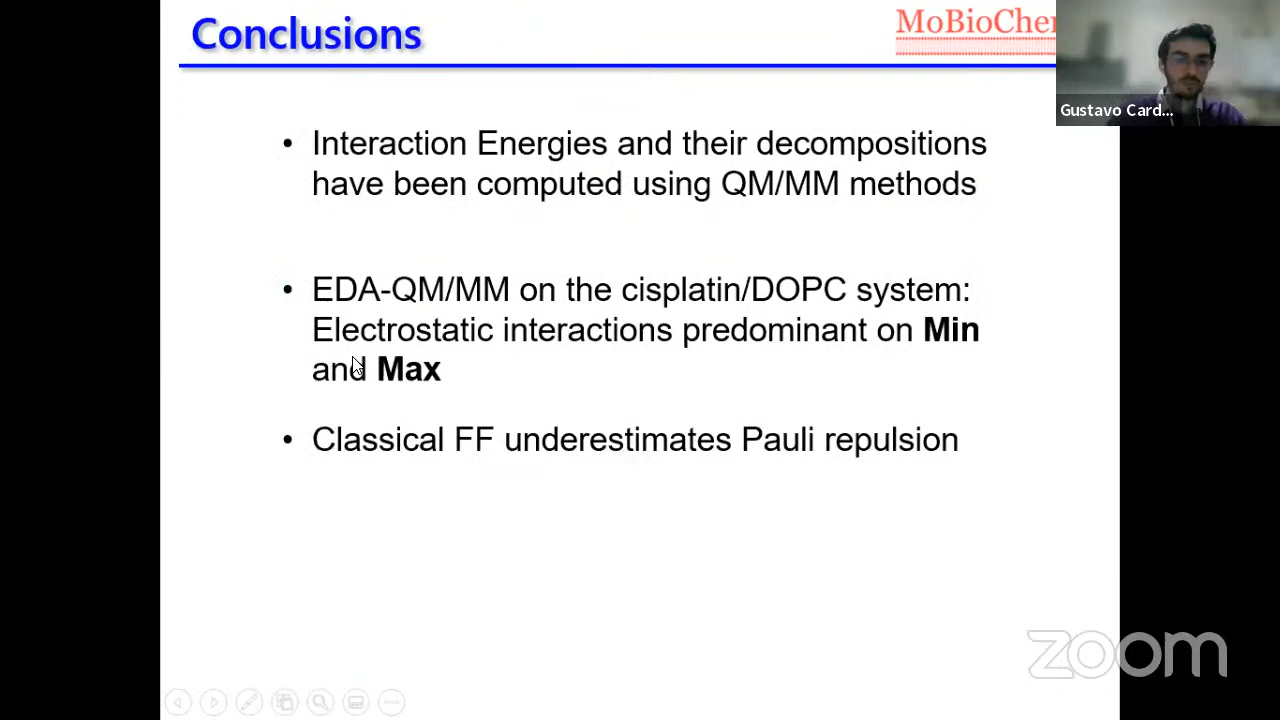 Conclusions
MoBioChem
Gustavo Card...
• Interaction Energies and their decompositions
have been computed using QM/MM methods
• EDA-QM/MM on the cisplatin/DOPC system:
Electrostatic interactions predominant on Min
and Max
• Classical FF underestimates Pauli repulsion
zoom